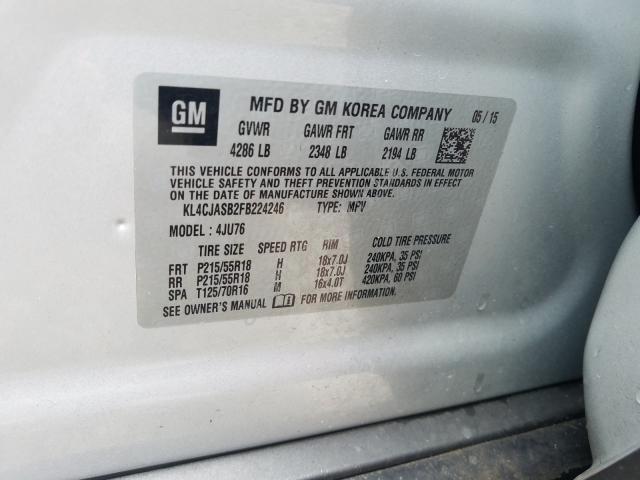 GM
MFD BY GM KOREA COMPANY 05/15
GVWR GAWR FRT GAWR RR
4286 LB 2348 LB 2194 LB
THIS VEHICLE CONFORMS TO ALL APPLICABLE U.S. FEDERAL MOTOR
VEHICLE SAFETY AND THEFT PREVENTION STANDARDS IN EFFECT
ON THE DATE OF MANUFACTURE SHOWN ABOVE.
KL4CJASB2FB224246 TYPE: MPV
MODEL : 4JU76
TIRE SIZE SPEED RTG RIM COLD TIRE PRESSURE
FRT P215/55R18 H 18x7.0J 240KPA, 35 PSI
RR P215/55R18 H 18x7.0J 240KPA, 35 PSI
SPA T125/70R16 M 16x4.0T 420KPA, 60 PSI
SEE OWNER'S MANUAL FOR MORE INFORMATION.